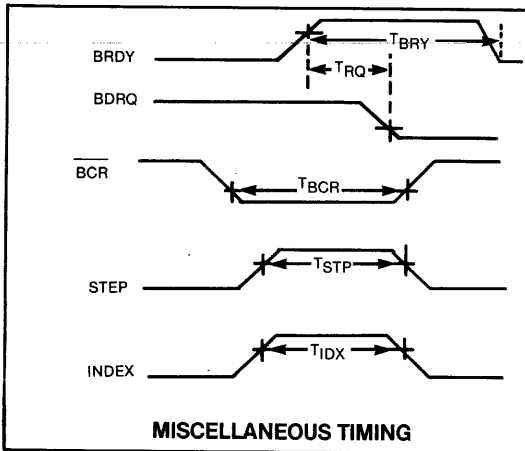 BRDY
TBRY
TRQ
BDRQ
BCR
TBCR
STEP
TSTP
INDEX
TIDX
MISCELLANEOUS TIMING